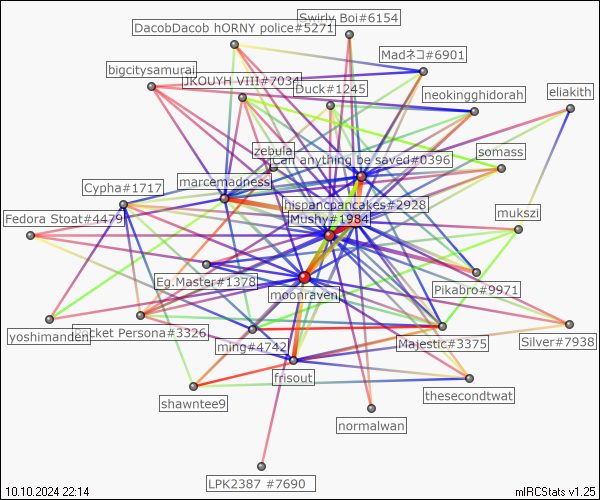 Swirly Boi#6154
DacobDacob hORNY police#5271
Madネコ#6901
bigcitysamurai
JKOUYH VIII#7034
Duck#1245
neokingghidorah
eliakith
zebula
somass
Can anything be saved#0396
marcemadness
Cypha#1717
hispancpancakes#2928
mukszi
Fedora Stoat#4479
Mushy#1984
Eg.Master#1378
Pikabro#9971
moonraven
yoshimanden
Pocket Persona#3326
ming#4742
Majestic#3375
Silver#7938
frisout
thesecondtwat
shawntee9
normalwan
LPK2387 #7690
10.10.2024 22:14
mIRCStats v1.25